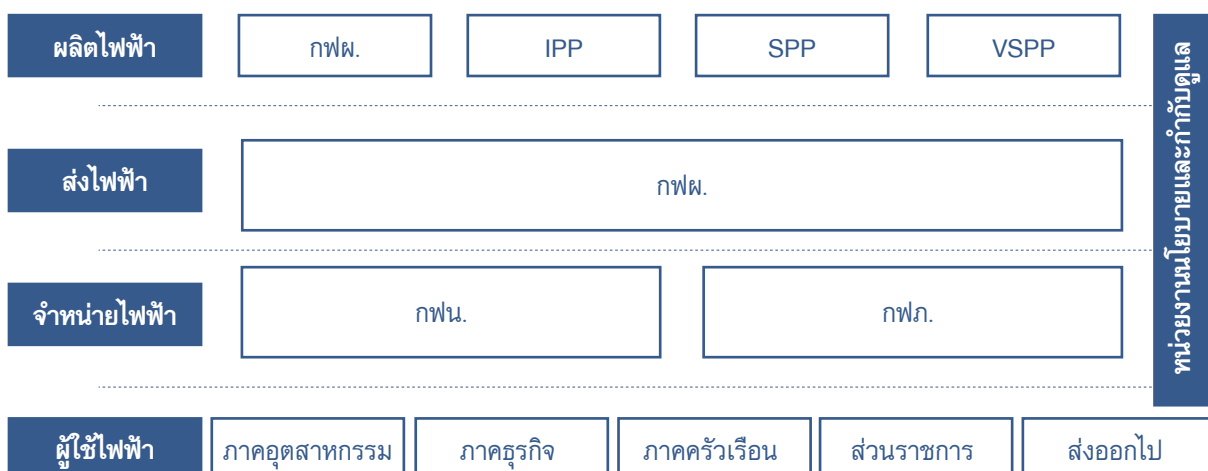 ผลิตไฟฟ้า
กฟผ.
IPP
SPP
VSPP
ส่งไฟฟ้า
กฟผ.
จำหน่ายไฟฟ้า
กฟน.
กฟภ.
ผู้ใช้ไฟฟ้า
ภาคอุตสาหกรรม
ภาคธุรกิจ
ภาคครัวเรือน
ส่วนราชการ
ส่งออกไป
หน่วยงานนโยบายและกำกับดูแล